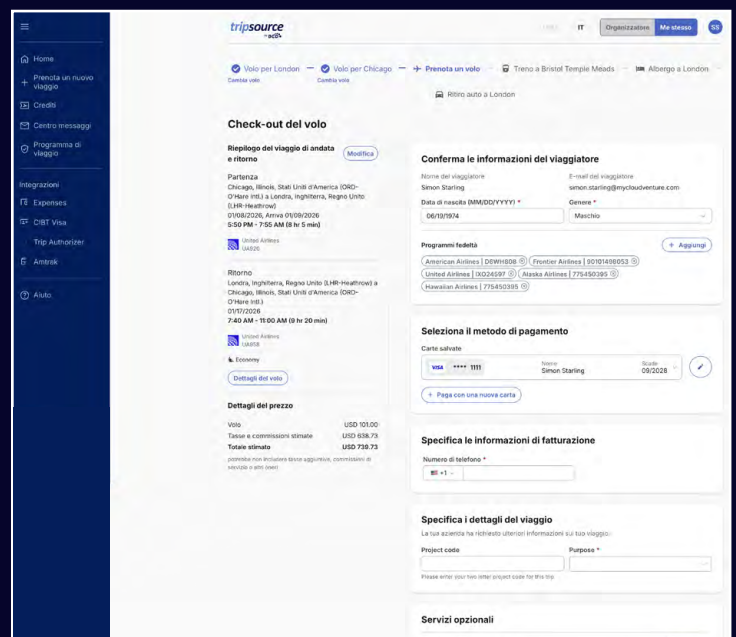 tripsource
BCD
IT
Organizzatore
Me stesso
SS
Home
Prenota un nuovo
viaggio
Crediti
Centro messaggi
Programma di
viaggio
Integrazioni
Expenses
CIBT Visa
Trip Authorizer
Amtrak
Aiuto
Volo per London
Cambia volo
Volo per Chicago
Cambia volo
Prenota un volo
Treno a Bristol Temple Meads
Albergo a London
Ritiro auto a London
Check-out del volo
Riepilogo del viaggio di andata
e ritorno
Modifica
Partenza
Chicago, Illinois, Stati Uniti d'America (ORD-
O'Hare Intl.) a Londra, Inghilterra, Regno Unito
(LHR-Heathrow)
01/08/2026, Arriva 01/09/2026
5:50 PM - 7:55 AM (8 hr 5 min)
United Airlines
Ritorno
Londra, Inghilterra, Regno Unito (LHR-Heathrow) a
Chicago, Illinois, Stati Uniti d'America (ORD-
O'Hare Intl.)
01/17/2026
7:40 AM - 11:00 AM (9 hr 20 min)
United Airlines
UA958
Economy
Dettagli del volo
Dettagli del prezzo
Volo USD 101.00
Tasse e commissioni stimate USD 638.73
Totale stimato USD 739.73
potrebbe non includere tasse aggiuntive, commissioni di
servizio o altri oneri
Conferma le informazioni del viaggiatore
Nome del viaggiatore
Simon Starling
E-mail del viaggiatore
simon.starling@mycloudventure.com
Data di nascita (MM/DD/YYYY) *
06/19/1974
Genere *
Maschio
Programmi fedeltà
+ Aggiungi
American Airlines | D6WH808
Frontier Airlines | 90101498053
United Airlines | IXO24597
Alaska Airlines | 775450395
Hawaiian Airlines | 775450395
Seleziona il metodo di pagamento
Carte salvate
VISA **** 1111
Nome
Simon Starling
Scade
09/2028
+ Paga con una nuova carta
Specifica le informazioni di fatturazione
Numero di telefono *
+1
Specifica i dettagli del viaggio
La tua azienda ha richiesto ulteriori informazioni sul tuo viaggio.
Project code
Purpose *
Please enter your two letter project code for this trip
Servizi opzionali